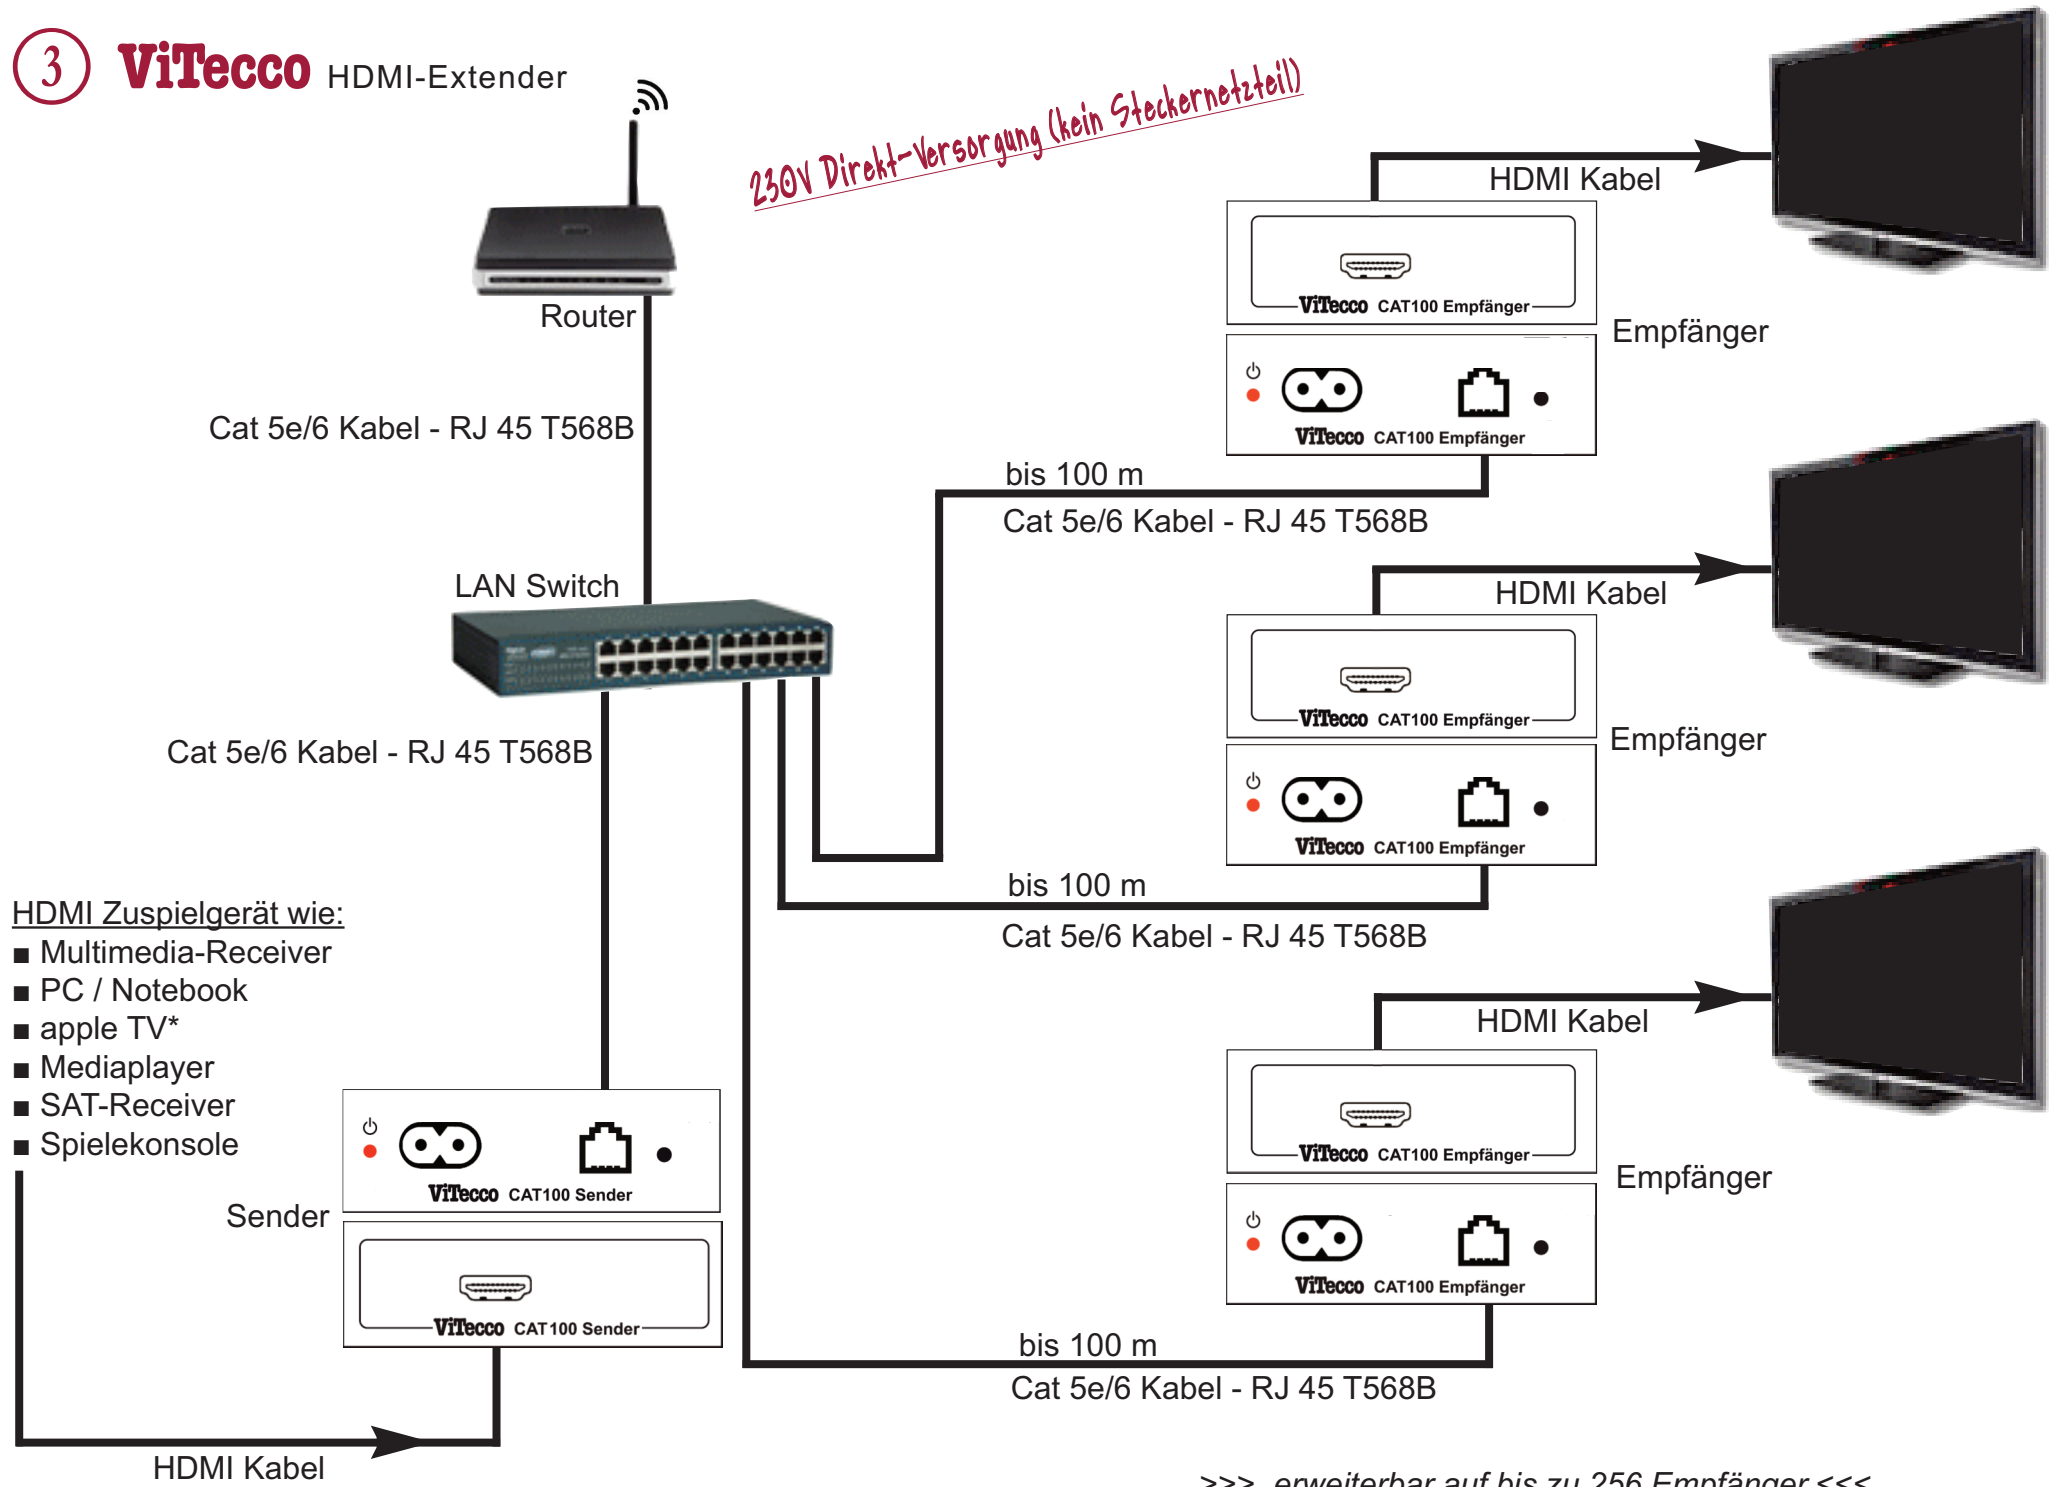 3 ViTecco HDMI-Extender
230V Direkt-Versorgung (kein Steckernetzteil)
HDMI Kabel
ViTecco CAT100 Empfänger
Router
Empfänger
Cat 5e/6 Kabel - RJ 45 T568B
ViTecco CAT100 Empfänger
bis 100 m
Cat 5e/6 Kabel - RJ 45 T568B
LAN Switch
HDMI Kabel
ViTecco CAT100 Empfänger
Empfänger
Cat 5e/6 Kabel - RJ 45 T568B
ViTecco CAT100 Empfänger
bis 100 m
Cat 5e/6 Kabel - RJ 45 T568B
HDMI Zuspielgerät wie:
■ Multimedia-Receiver
■ PC / Notebook
■ apple TV*
■ Mediaplayer
■ SAT-Receiver
■ Spielekonsole
HDMI Kabel
ViTecco CAT100 Empfänger
Empfänger
ViTecco CAT100 Sender
Sender
ViTecco CAT100 Empfänger
ViTecco CAT100 Sender
bis 100 m
Cat 5e/6 Kabel - RJ 45 T568B
HDMI Kabel
>>> erweiterbar auf bis zu 256 Empfänger <<<